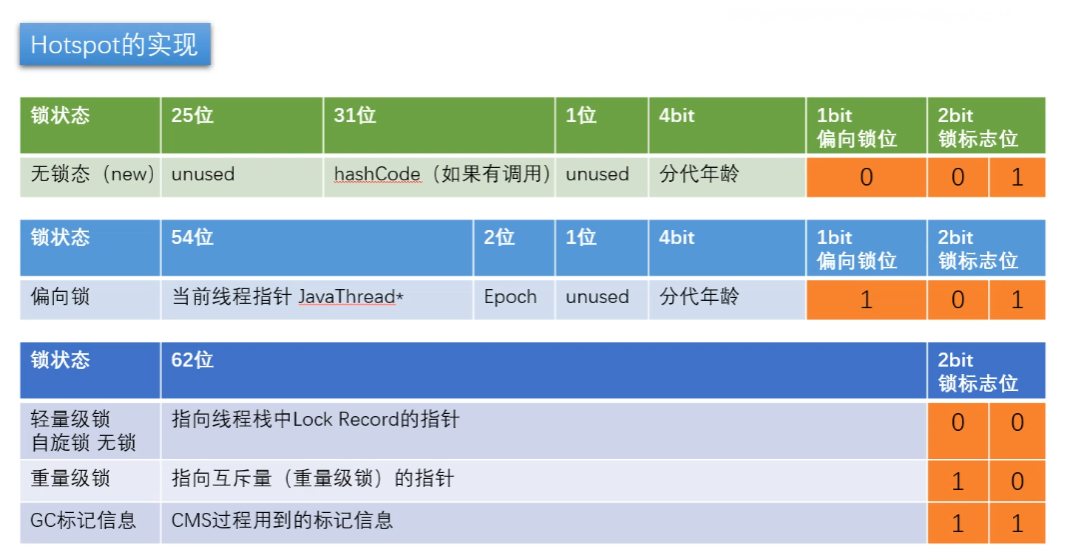 Hotspot的实现
锁状态 25位 31位 1位 4bit 1bit 2bit
偏向锁位 锁标志位
无锁态（new） unused hashCode（如果有调用） unused 分代年龄 0 0 1
锁状态 54位 2位 1位 4bit 1bit 2bit
偏向锁位 锁标志位
偏向锁 当前线程指针 JavaThread* Epoch unused 分代年龄 1 0 1
锁状态 62位 2bit
锁标志位
轻量级锁 指向线程栈中Lock Record的指针 0 0
自旋锁 无锁
重量级锁 指向互斥量（重量级锁）的指针 1 0
GC标记信息 CMS过程用到的标记信息 1 1